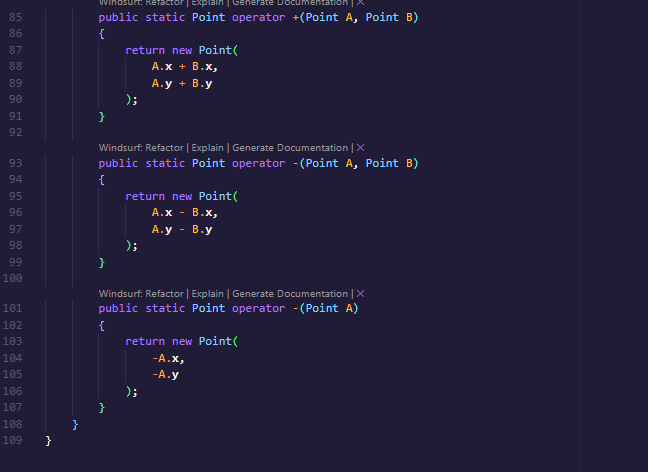 Windsurf: Refactor | Explain | Generate Documentation | ✕
85 public static Point operator +(Point A, Point B)
86 {
87 return new Point(
88 A.x + B.x,
89 A.y + B.y
90 );
91 }
92
Windsurf: Refactor | Explain | Generate Documentation | ✕
93 public static Point operator -(Point A, Point B)
94 {
95 return new Point(
96 A.x - B.x,
97 A.y - B.y
98 );
99 }
100
Windsurf: Refactor | Explain | Generate Documentation | ✕
101 public static Point operator -(Point A)
102 {
103 return new Point(
104 -A.x,
105 -A.y
106 );
107 }
108 }
109 }